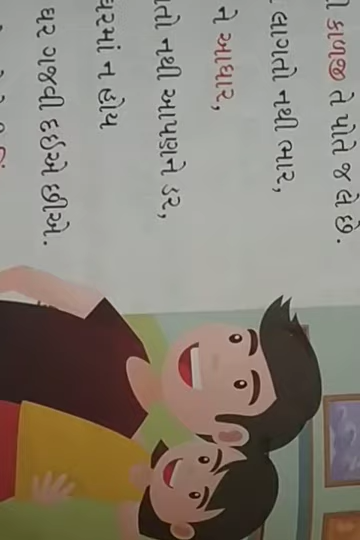 કાળજી તે પોતે જ લે છે.
લાગતો નથી ભાર,
ને આધાર,
નથી આપણને ડર,
ઘરમાં ન હોય
ઘર ગજવી દઈએ છીએ.